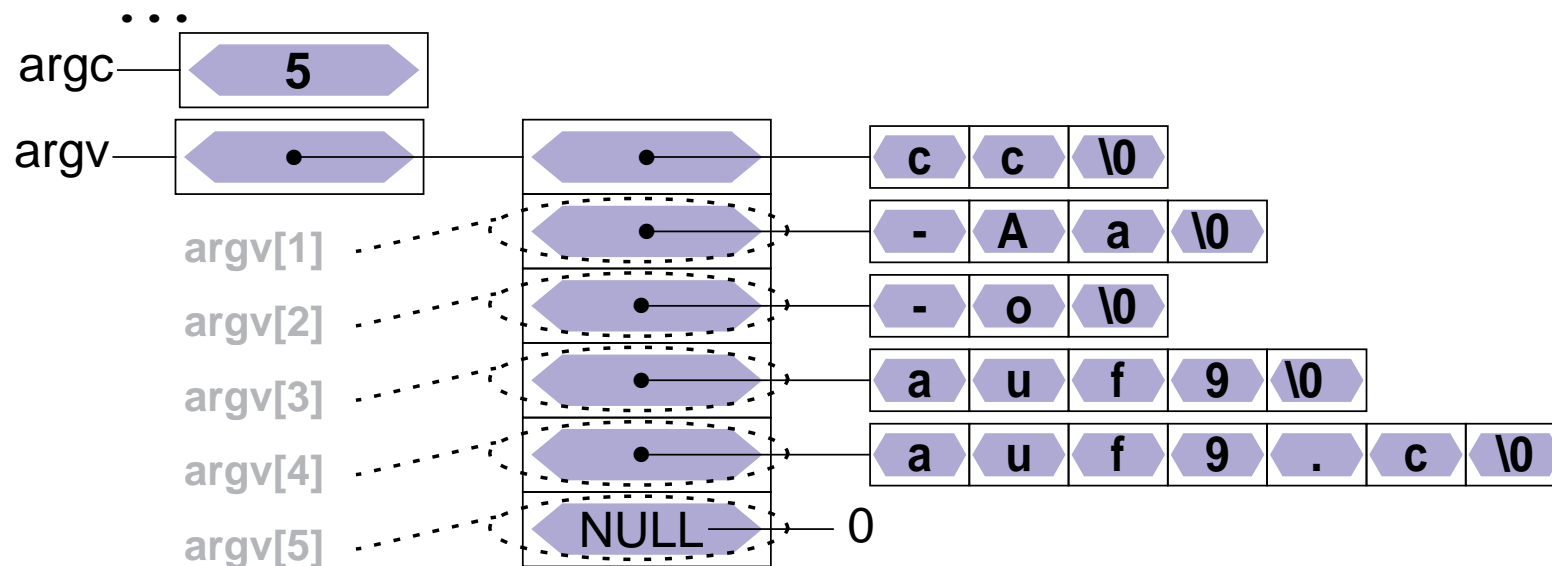 ...
argc 5
argv c c \0
argv[1] - A a \0
argv[2] - o \0
argv[3] a u f 9 \0
argv[4] a u f 9 . c \0
argv[5] NULL 0